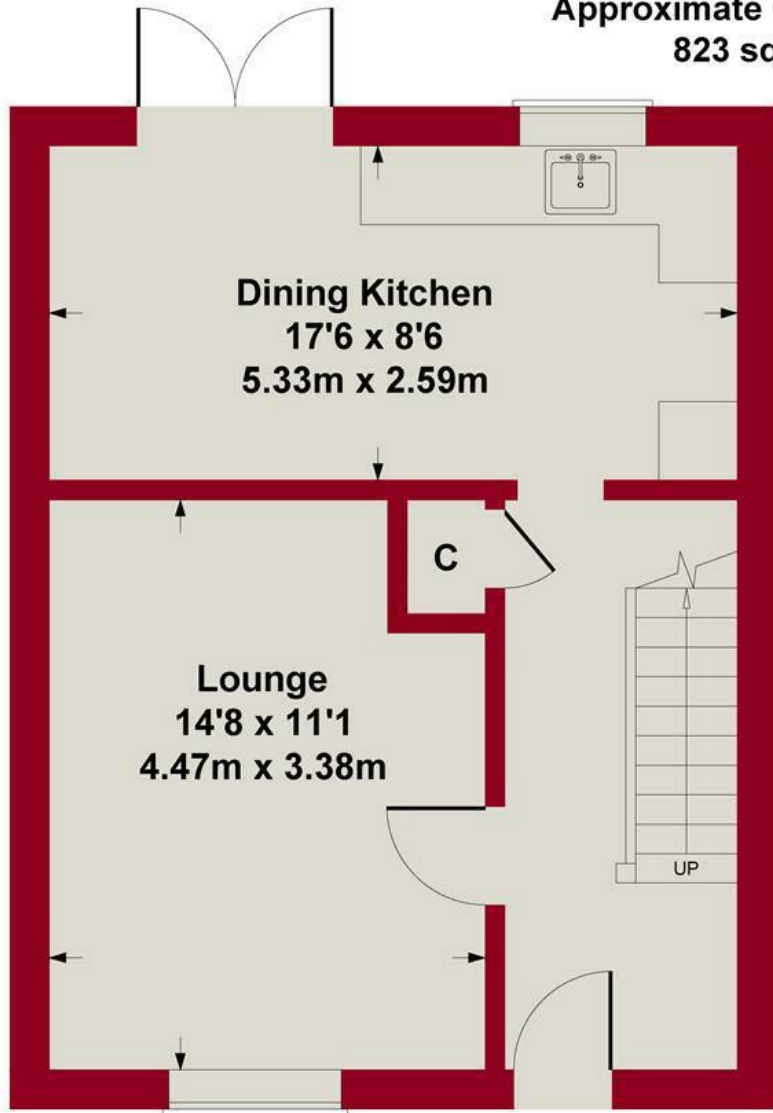 Approximate
823 sq
Dining Kitchen
17'6 x 8'6
5.33m x 2.59m
C
Lounge
14'8 x 11'1
4.47m x 3.38m
UP